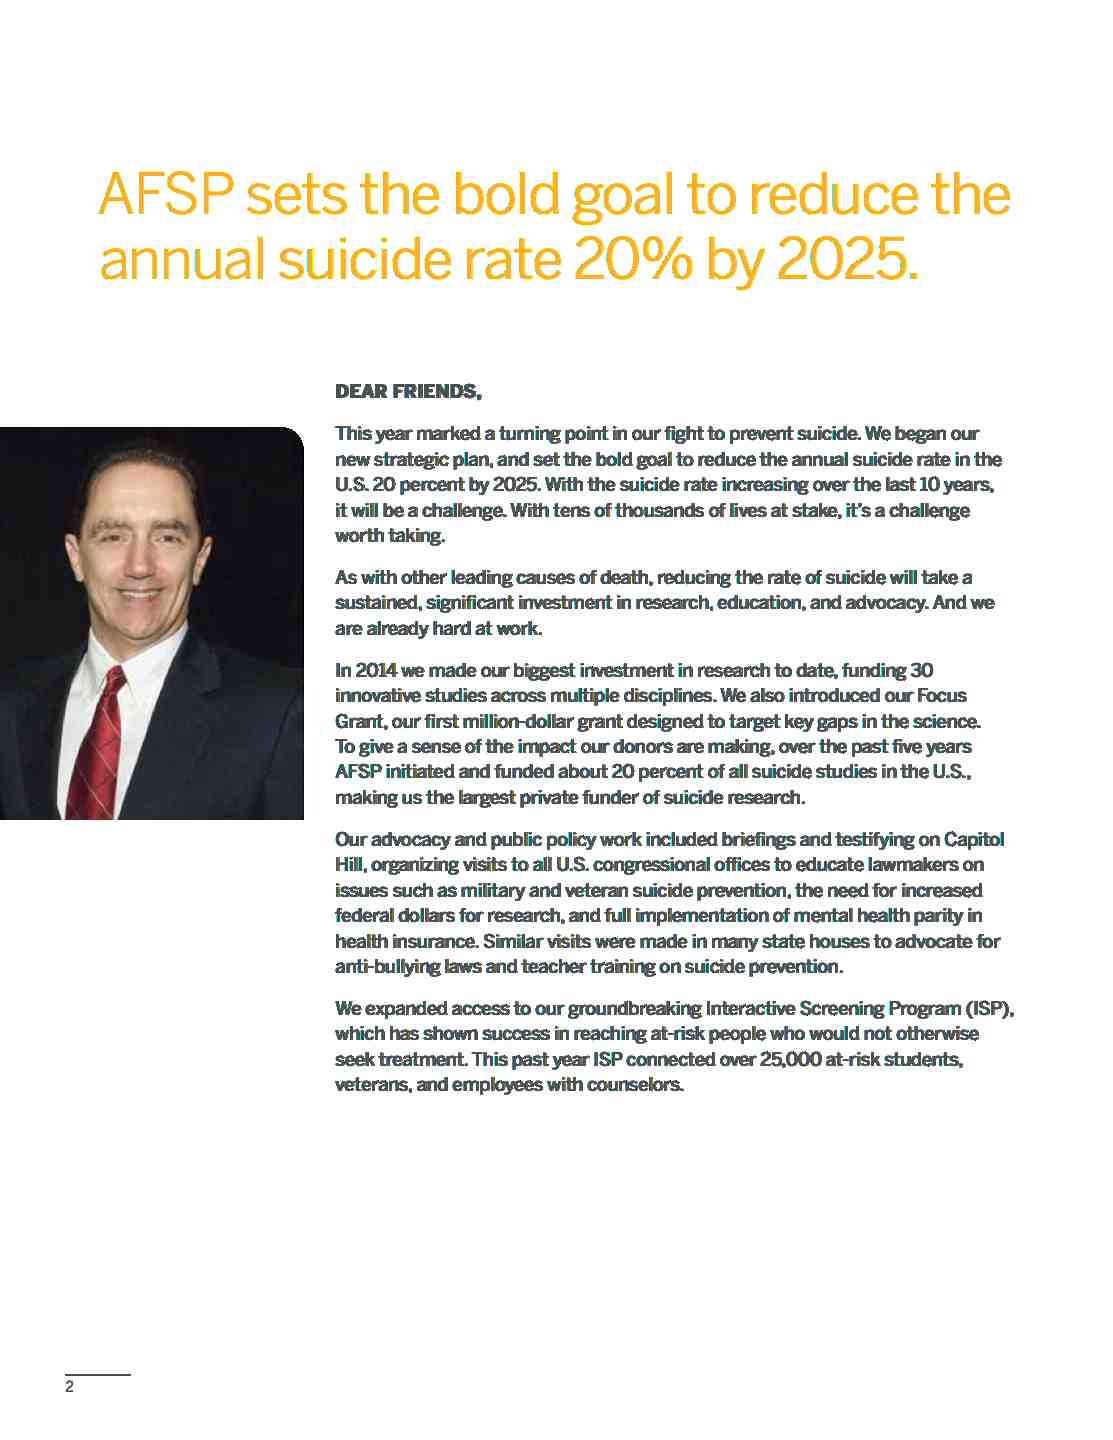 AFSP sets the bold goal to reduce the
annual suicide rate 20% by 2025.
DEAR FRIENDS,
This year marked a turning point in our fight to prevent suicide. We began our
new strategic plan, and set the bold goal to reduce the annual suicide rate in the
U.S. 20 percent by 2025. With the suicide rate increasing over the last 10 years,
it will be a challenge. With tens of thousands of lives at stake, it's a challenge
worth taking.
As with other leading causes of death, reducing the rate of suicide will take a
sustained, significant investment in research, education, and advocacy. And we
are already hard at work.
In 2014 we made our biggest investment in research to date, funding 30
innovative studies across multiple disciplines. We also introduced our Focus
Grant, our first million-dollar grant designed to target key gaps in the science.
To give a sense of the impact our donors are making, over the past five years
AFSP initiated and funded about 20 percent of all suicide studies in the U.S.,
making us the largest private funder of suicide research.
Our advocacy and public policy work included briefings and testifying on Capitol
Hill, organizing visits to all U.S. congressional offices to educate lawmakers on
issues such as military and veteran suicide prevention, the need for increased
federal dollars for research, and full implementation of mental health parity in
health insurance. Similar visits were made in many state houses to advocate for
anti-bullying laws and teacher training on suicide prevention.
We expanded access to our groundbreaking Interactive Screening Program (ISP),
which has shown success in reaching at-risk people who would not otherwise
seek treatment. This past year ISP connected over 25,000 at-risk students,
veterans, and employees with counselors.
2